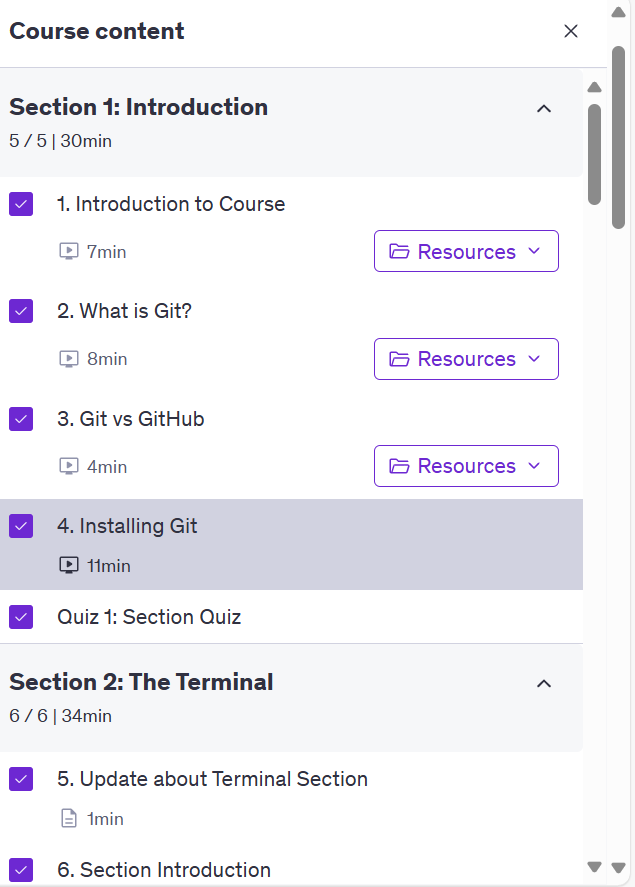 Course content
Section 1: Introduction
5 / 5 | 30min
1. Introduction to Course
7min
Resources
2. What is Git?
8min
Resources
3. Git vs GitHub
4min
Resources
4. Installing Git
11min
Quiz 1: Section Quiz
Section 2: The Terminal
6 / 6 | 34min
5. Update about Terminal Section
1min
6. Section Introduction